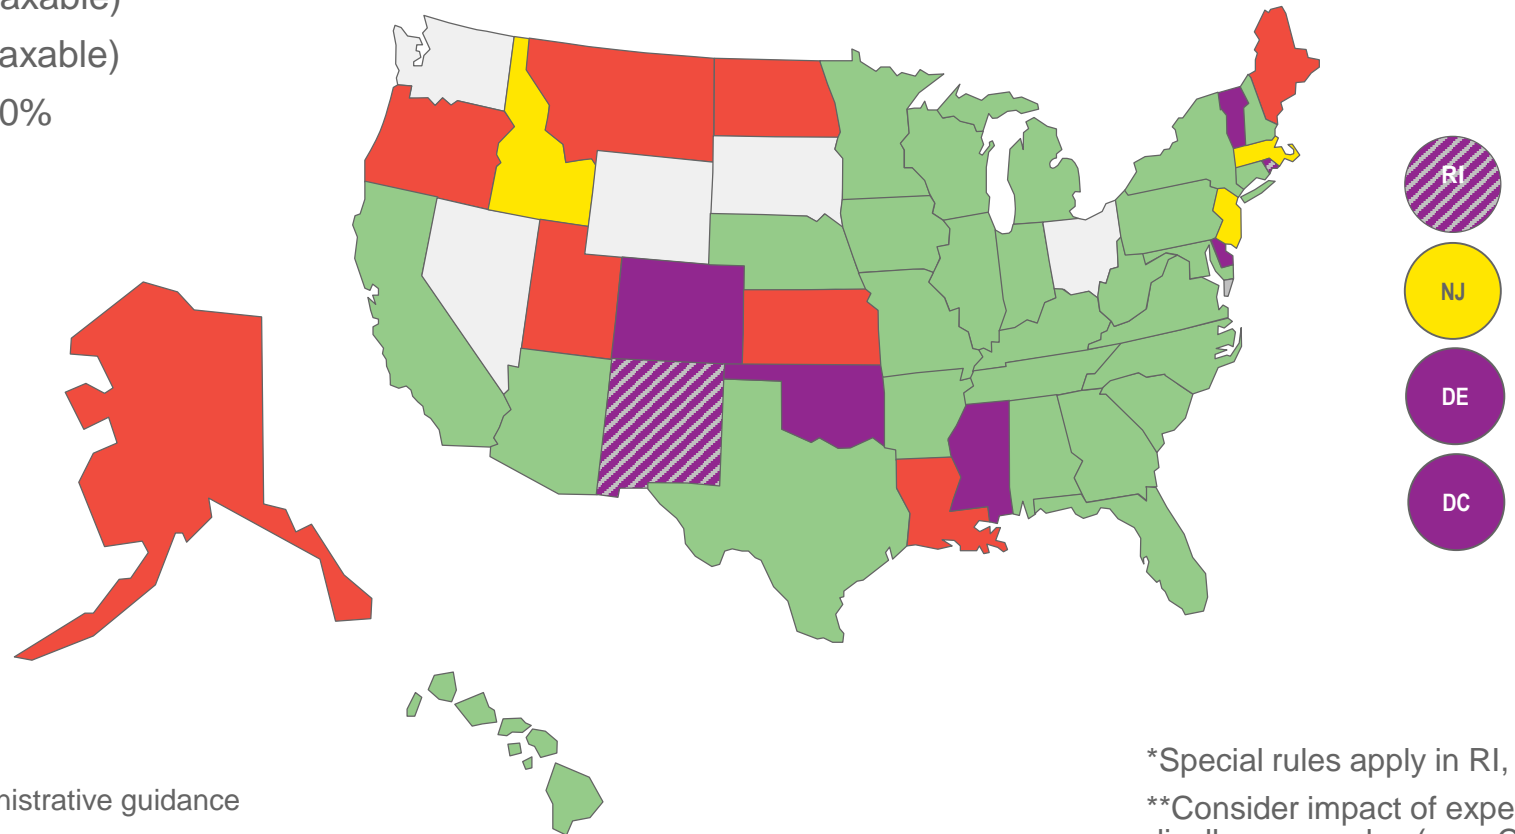 axable)
axable)
0%
RI
NJ
DE
DC
*Special rules apply in RI,
nistrative guidance
**Consider impact of expe